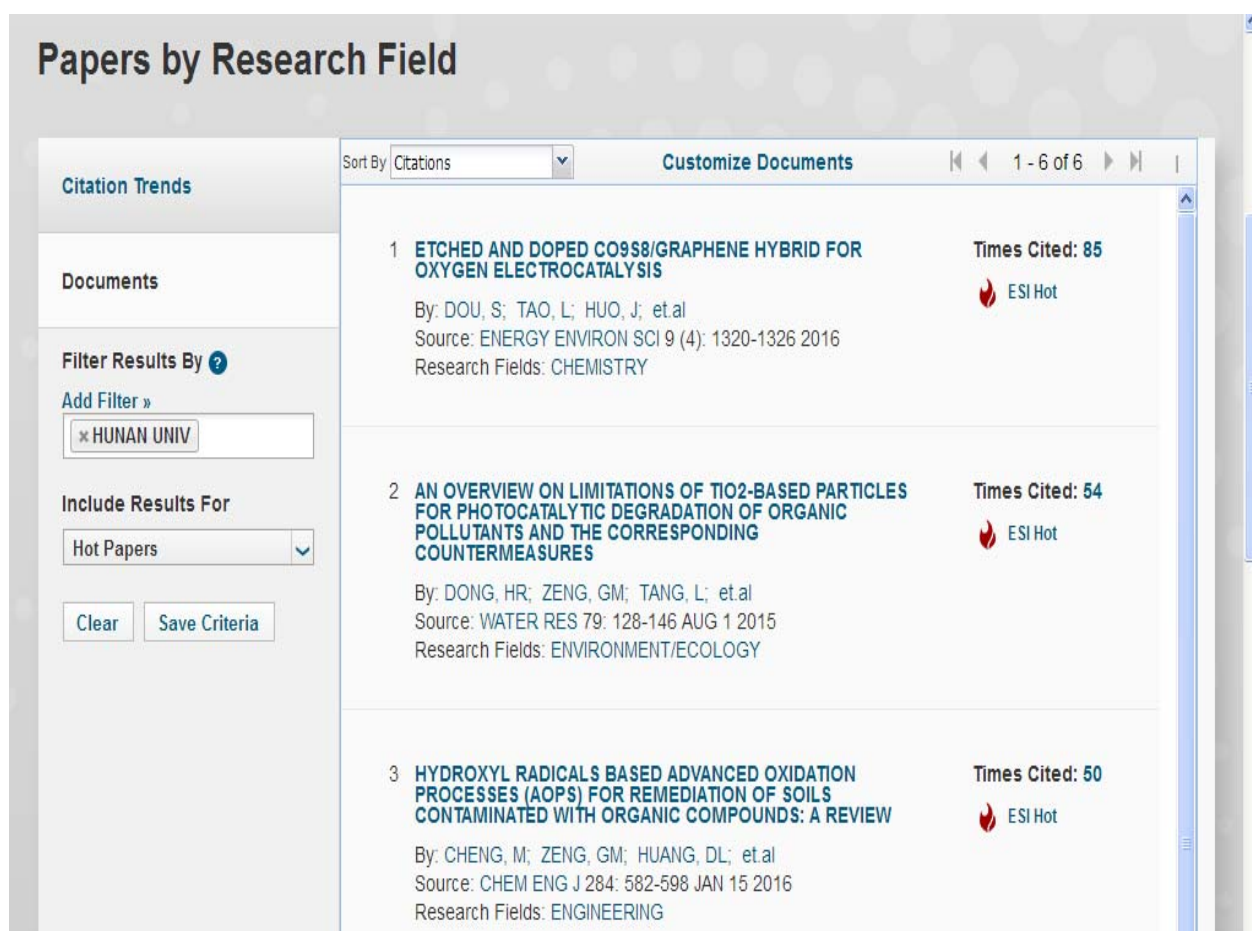 Papers by Research Field
Citation Trends
Documents
Filter Results By ?
Add Filter »
× HUNAN UNIV
Include Results For
Hot Papers
Clear Save Criteria
Sort By Citations Customize Documents 1 - 6 of 6
1 ETCHED AND DOPED CO9S8/GRAPHENE HYBRID FOR
OXYGEN ELECTROCATALYSIS
Times Cited: 85
ESI Hot
By: DOU, S; TAO, L; HUO, J; et.al
Source: ENERGY ENVIRON SCI 9 (4): 1320-1326 2016
Research Fields: CHEMISTRY
2 AN OVERVIEW ON LIMITATIONS OF TIO2-BASED PARTICLES
FOR PHOTOCATALYTIC DEGRADATION OF ORGANIC
POLLUTANTS AND THE CORRESPONDING
COUNTERMEASURES
Times Cited: 54
ESI Hot
By: DONG, HR; ZENG, GM; TANG, L; et.al
Source: WATER RES 79: 128-146 AUG 1 2015
Research Fields: ENVIRONMENT/ECOLOGY
3 HYDROXYL RADICALS BASED ADVANCED OXIDATION
PROCESSES (AOPS) FOR REMEDIATION OF SOILS
CONTAMINATED WITH ORGANIC COMPOUNDS: A REVIEW
Times Cited: 50
ESI Hot
By: CHENG, M; ZENG, GM; HUANG, DL; et.al
Source: CHEM ENG J 284: 582-598 JAN 15 2016
Research Fields: ENGINEERING